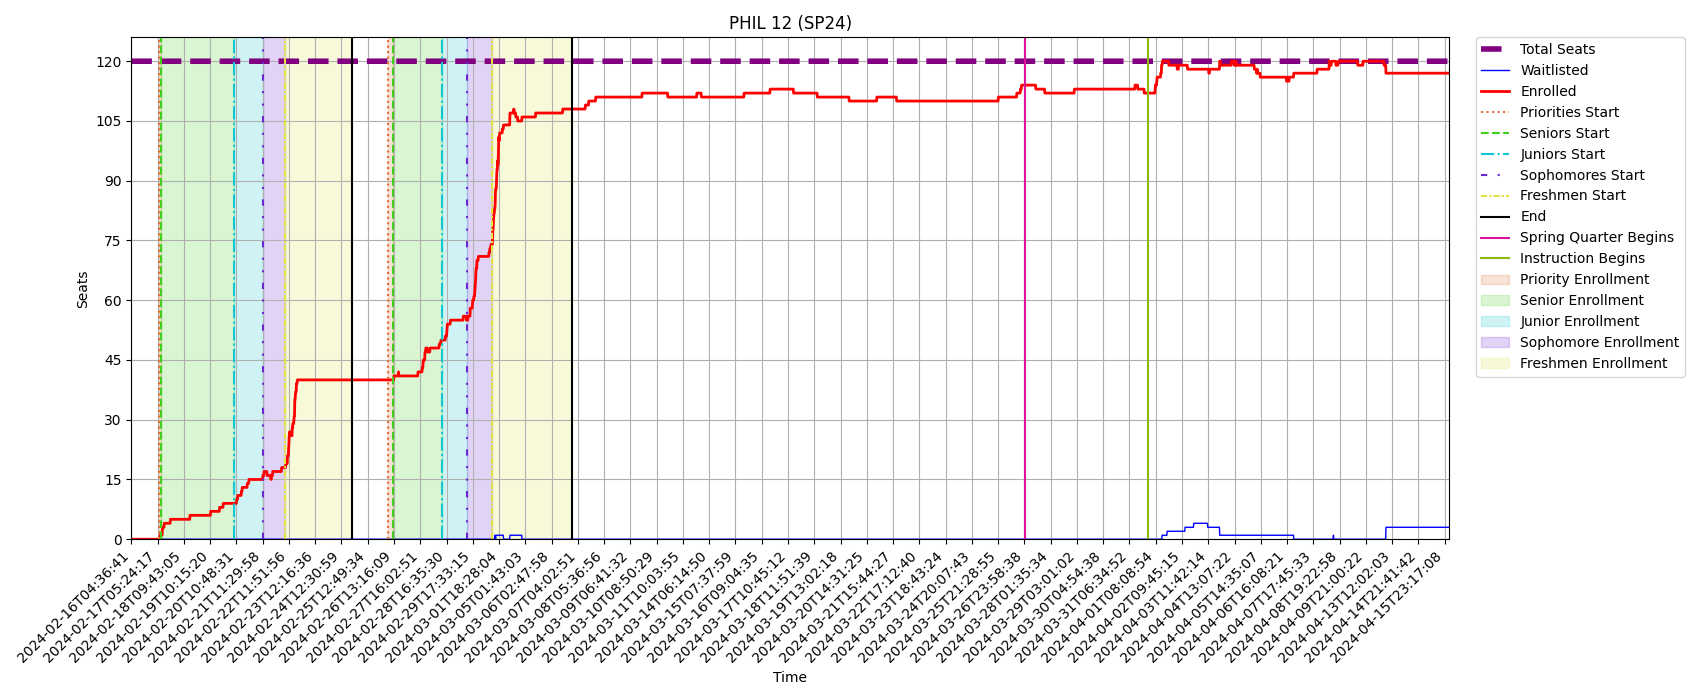 PHIL 12 (SP24)
Seats
120
105
90
75
60
45
30
15
0
2024-02-16T04:36:41
2024-02-17T05:24:17
2024-02-18T09:43:05
2024-02-19T10:15:20
2024-02-20T10:48:31
2024-02-21T11:29:58
2024-02-22T11:51:56
2024-02-23T12:16:36
2024-02-24T12:30:59
2024-02-25T12:49:34
2024-02-26T13:16:09
2024-02-27T16:02:51
2024-02-28T16:35:30
2024-02-29T17:33:15
2024-03-01T18:28:04
2024-03-05T01:43:03
2024-03-06T02:47:58
2024-03-07T04:02:51
2024-03-08T05:36:56
2024-03-09T06:41:32
2024-03-10T08:50:29
2024-03-11T10:03:55
2024-03-14T06:14:50
2024-03-15T07:37:59
2024-03-16T09:04:35
2024-03-17T10:45:12
2024-03-18T11:51:39
2024-03-19T13:02:18
2024-03-20T14:31:25
2024-03-21T15:44:27
2024-03-22T17:12:40
2024-03-23T18:43:24
2024-03-24T20:07:43
2024-03-25T21:28:55
2024-03-26T23:58:38
2024-03-28T01:35:34
2024-03-29T03:01:02
2024-03-30T04:54:38
2024-03-31T06:34:52
2024-04-01T08:08:54
2024-04-02T09:45:15
2024-04-03T11:42:14
2024-04-04T13:07:22
2024-04-05T14:35:07
2024-04-06T16:08:21
2024-04-07T17:45:33
2024-04-08T19:22:58
2024-04-09T21:00:22
2024-04-13T12:02:03
2024-04-14T21:41:42
2024-04-15T23:17:08
Time
Total Seats
Waitlisted
Enrolled
Priorities Start
Seniors Start
Juniors Start
Sophomores Start
Freshmen Start
End
Spring Quarter Begins
Instruction Begins
Priority Enrollment
Senior Enrollment
Junior Enrollment
Sophomore Enrollment
Freshmen Enrollment